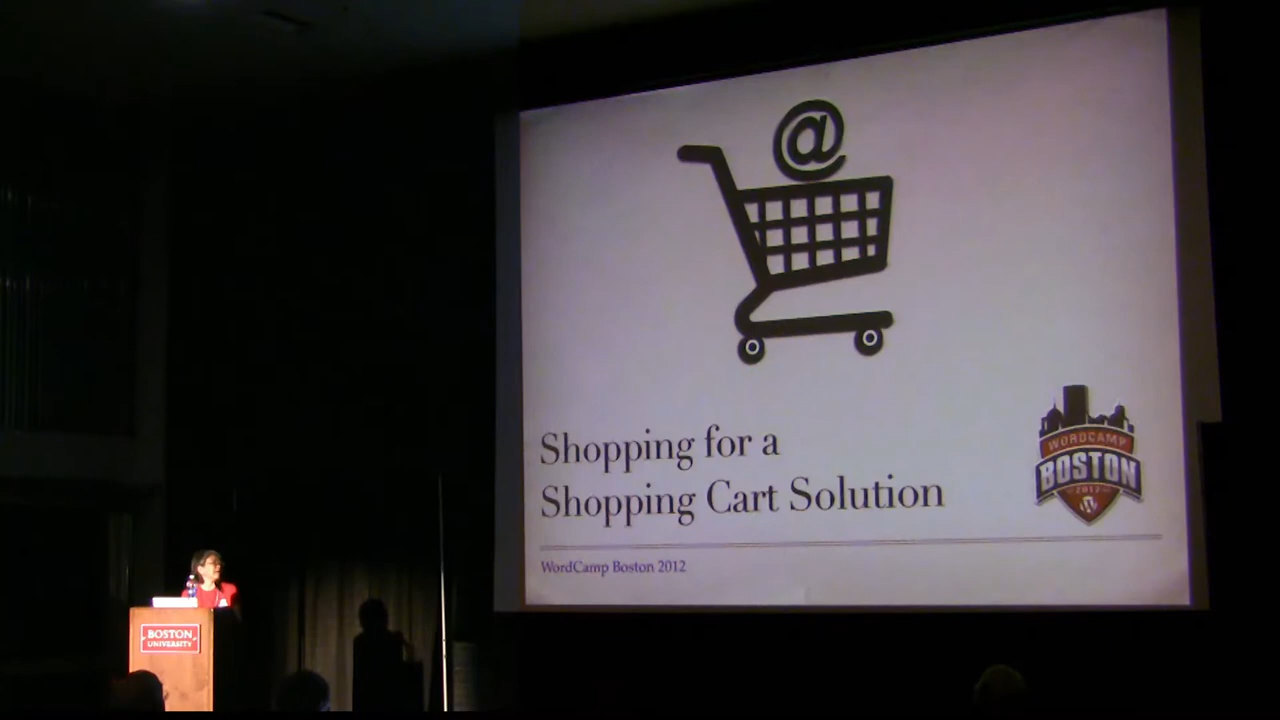 @
Shopping for a
Shopping Cart Solution
WORDCAMP
BOSTON
2012
WordCamp Boston 2012
BOSTON
UNIVERSITY